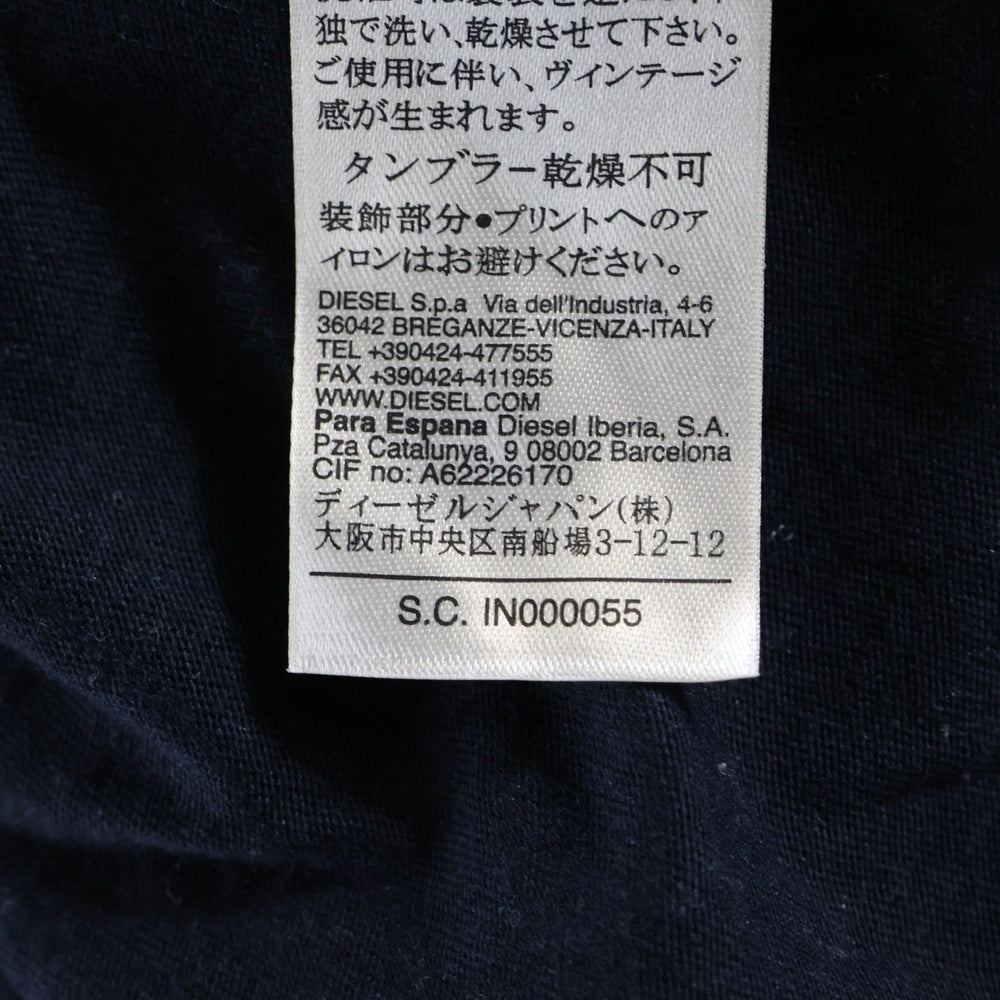 独で洗い、乾燥させて下さい。
ご使用に伴い、ヴィンテージ
感が生まれます。
タンブラー乾燥不可
装飾部分●プリントへのア
イロンはお避けください。
DIESEL S.p.a Via dell'Industria, 4-6
36042 BREGANZE-VICENZA-ITALY
TEL +390424-477555
FAX +390424-411955
WWW.DIESEL.COM
Para Espana Diesel Iberia, S.A.
Pza Catalunya, 9 08002 Barcelona
CIF no: A62226170
ディーゼルジャパン(株)
大阪市中央区南船場3-12-12
S.C. IN000055